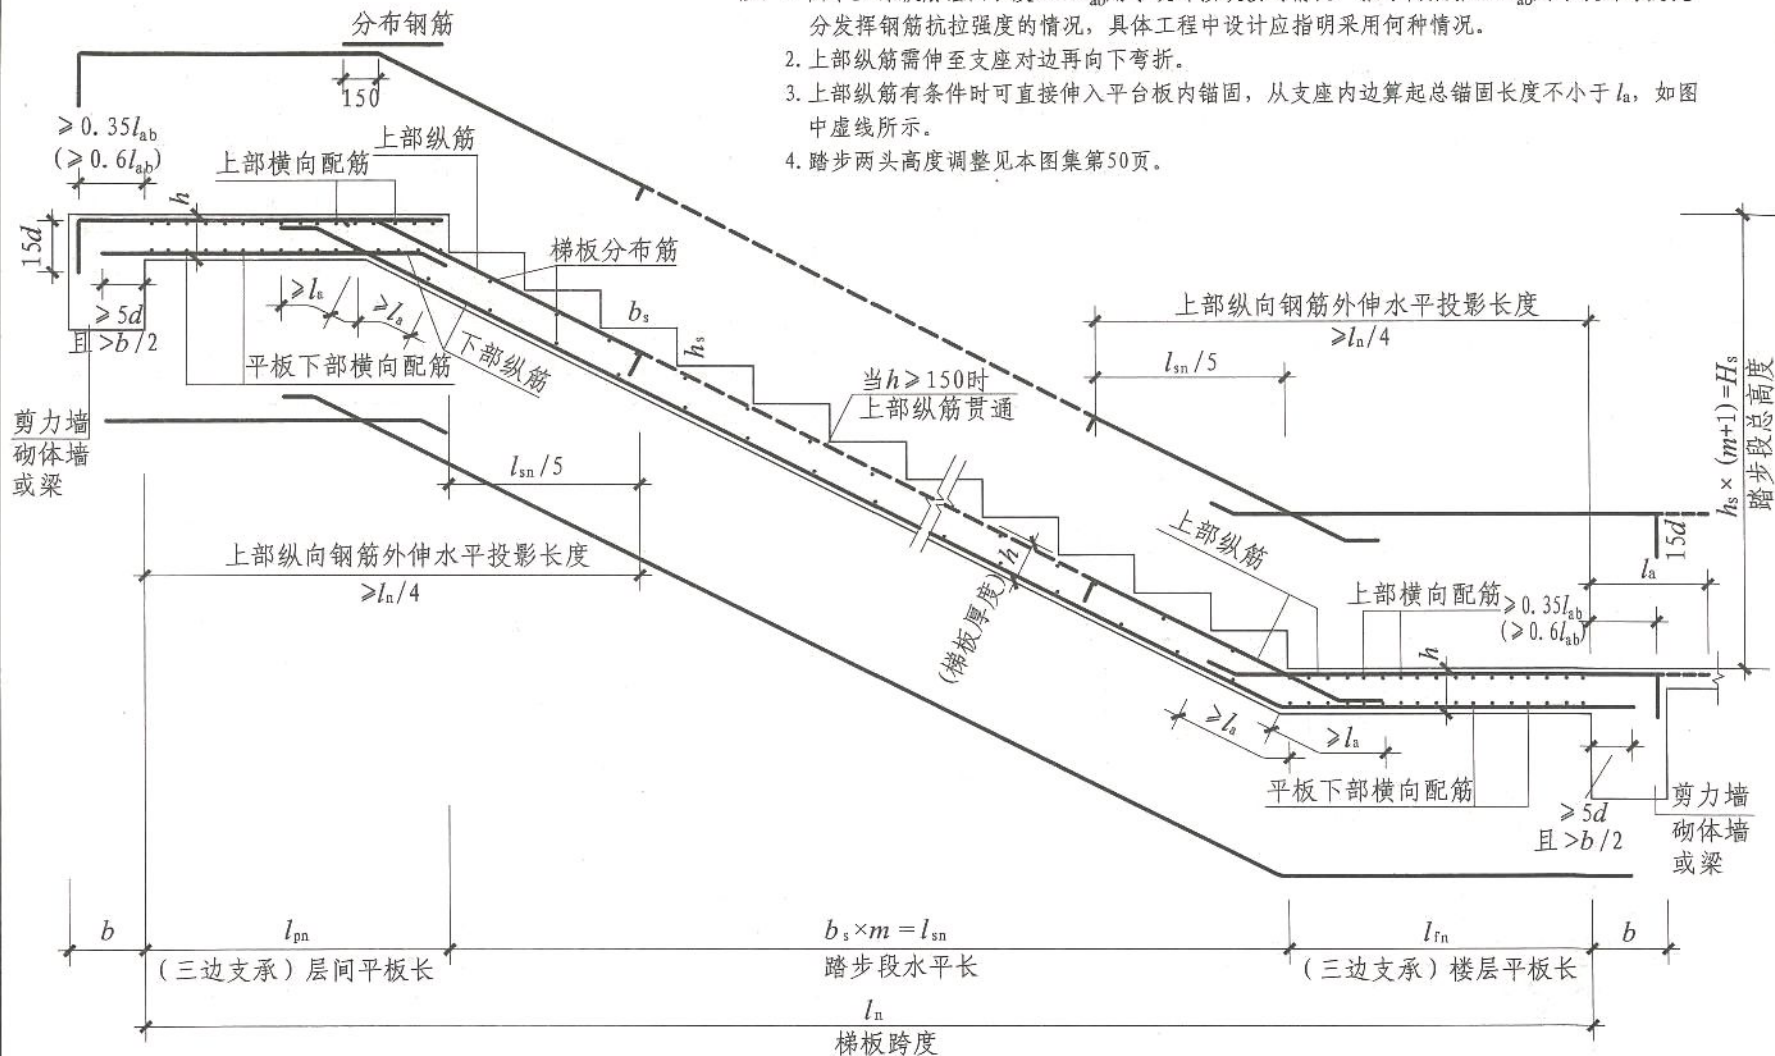 分发挥钢筋抗拉强度的情况，具体工程中设计应指明采用何种情况。
2. 上部纵筋需伸至支座对边再向下弯折。
3. 上部纵筋有条件时可直接伸入平台板内锚固，从支座内边算起总锚固长度不小于la，如图
中虚线所示。
4. 踏步两头高度调整见本图集第50页。
分布钢筋
150
≥0.35lab
(≥0.6lab)
上部纵筋
上部横向配筋
h
15d
梯板分布筋
≥la
≥la
bs
hs
≥5d
且>b/2
平板下部横向配筋
下部纵筋
当h≥150时
上部纵筋贯通
上部纵向钢筋外伸水平投影长度
≥ln/4
lsn/5
hs×(m+1)=Hs
踏步段总高度
剪力墙
砌体墙
或梁
lsn/5
上部纵向钢筋外伸水平投影长度
≥ln/4
h
(梯板厚度)
上部纵筋
15d
la
上部横向配筋
≥0.35lab
(≥0.6lab)
h
≥la
≥la
平板下部横向配筋
≥5d
且>b/2
剪力墙
砌体墙
或梁
b
lpn
bs×m=lsn
lfn
b
(三边支承)层间平板长
踏步段水平长
(三边支承)楼层平板长
ln
梯板跨度